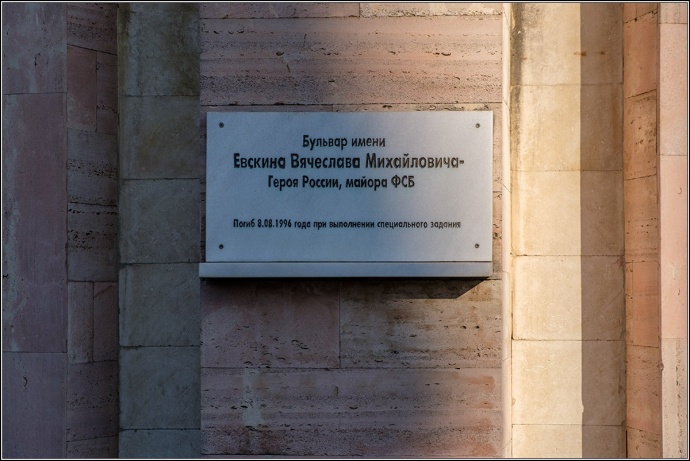 Бульвар имени
Евскина Вячеслава Михайловича-
Героя России, майора ФСБ
Погиб 8.08.1996 года при выполнении специального задания